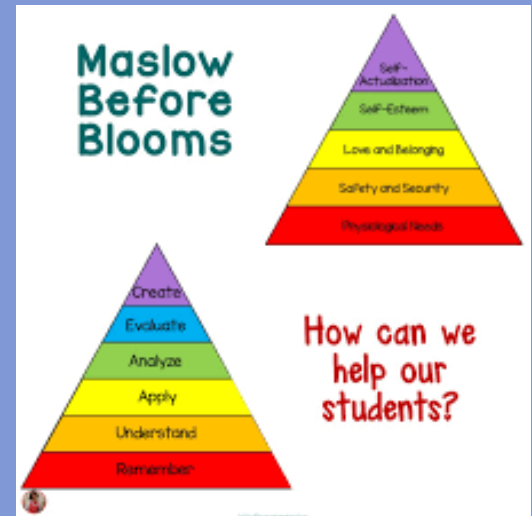 Maslow
Before
Blooms
Self-
Actualization
Self-Esteem
Love and Belonging
Safety and Security
Physiological Needs
Create
Evaluate
Analyze
Apply
Understand
Remember
How can we
help our
students?